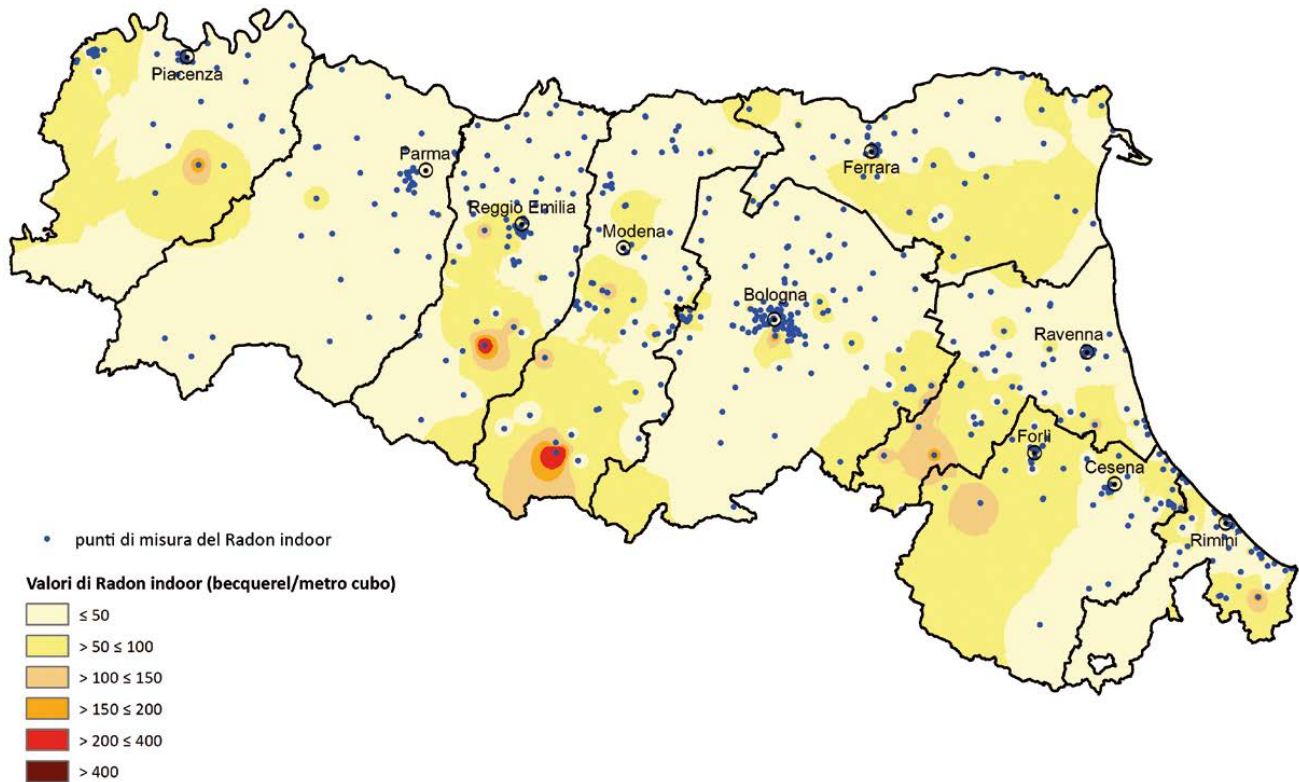 Piacenza
Parma
Reggio Emilia
Modena
Ferrara
Bologna
Ravenna
Forlì
Cesena
Rimini
punti di misura del Radon indoor
Valori di Radon indoor (becquerel/metro cubo)
≤ 50
> 50 ≤ 100
> 100 ≤ 150
> 150 ≤ 200
> 200 ≤ 400
> 400